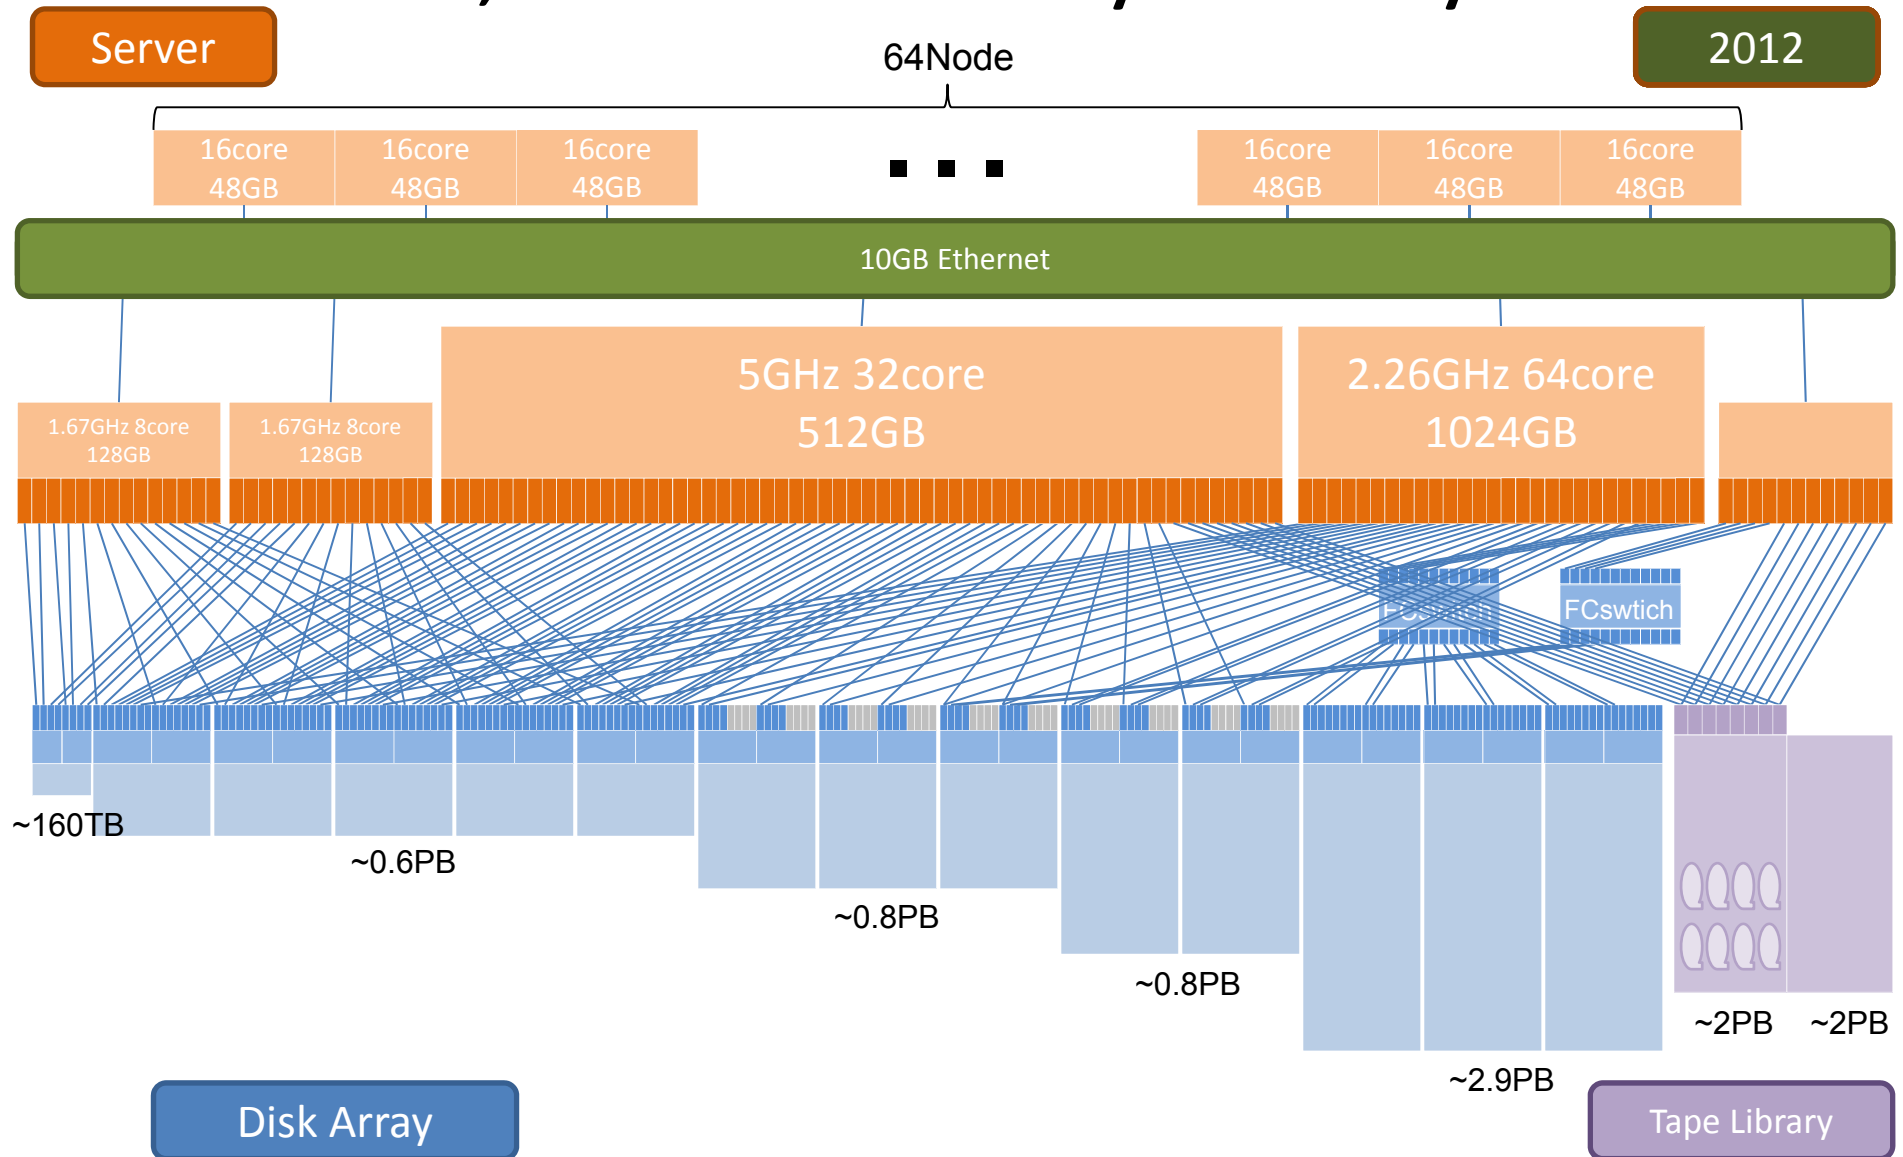 Server
2012
64Node
16core
48GB
16core
48GB
16core
48GB
16core
48GB
16core
48GB
16core
48GB
10GB Ethernet
5GHz 32core
512GB
2.26GHz 64core
1024GB
1.67GHz 8core
128GB
1.67GHz 8core
128GB
FCswtich
FCswtich
~160TB
~0.6PB
~0.8PB
~0.8PB
~2.9PB
~2PB
~2PB
Disk Array
Tape Library